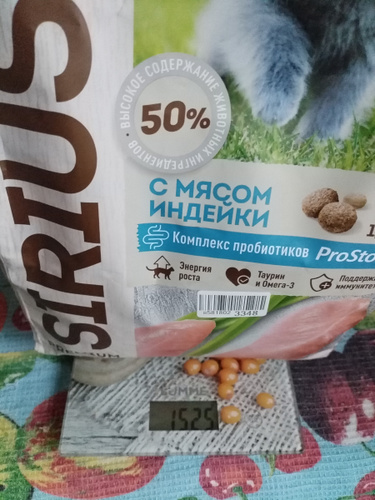 SIRIUS
PREMIUM
ВЫСОКОЕ СОДЕРЖАНИЕ ЖИВОТНЫХ ИНГРЕДИЕНТОВ
50%
С МЯСОМ
ИНДЕЙКИ
Комплекс пробиотиков ProSto
Энергия
роста
Таурин
и Омега-3
Поддерж
иммуните
3348
1525